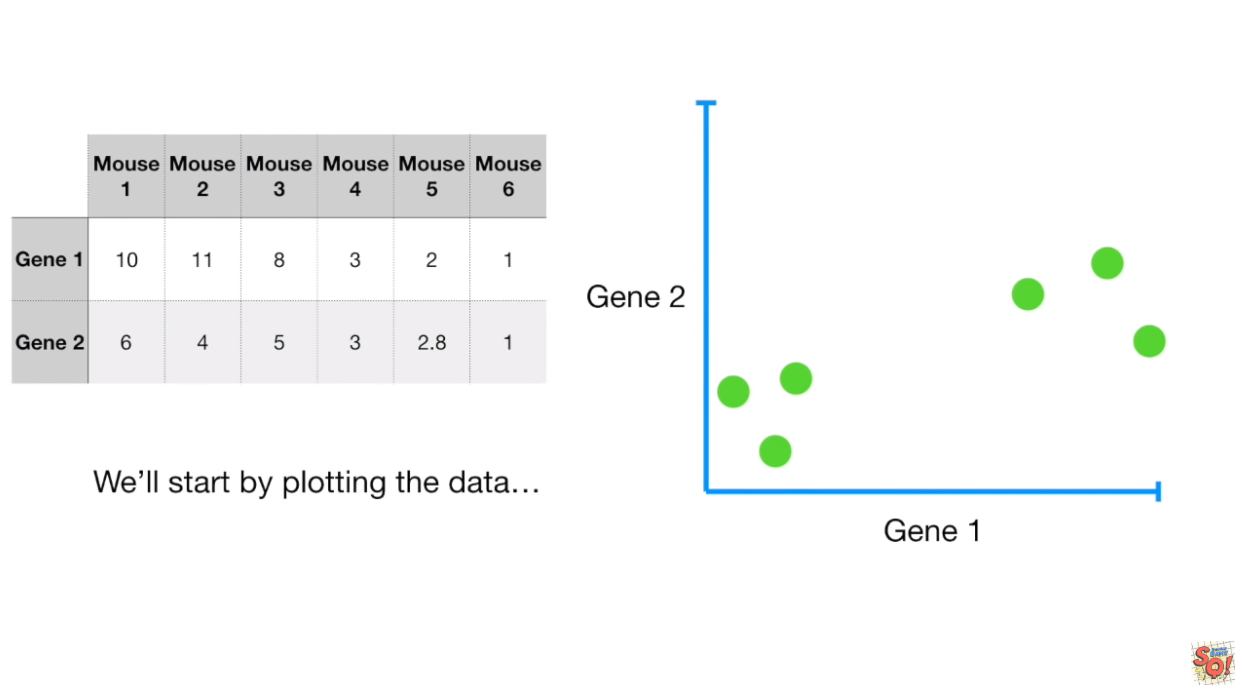 Mouse 1 Mouse 2 Mouse 3 Mouse 4 Mouse 5 Mouse 6
Gene 1 10 11 8 3 2 1
Gene 2 6 4 5 3 2.8 1
We'll start by plotting the data…
Gene 2
Gene 1
SQ!